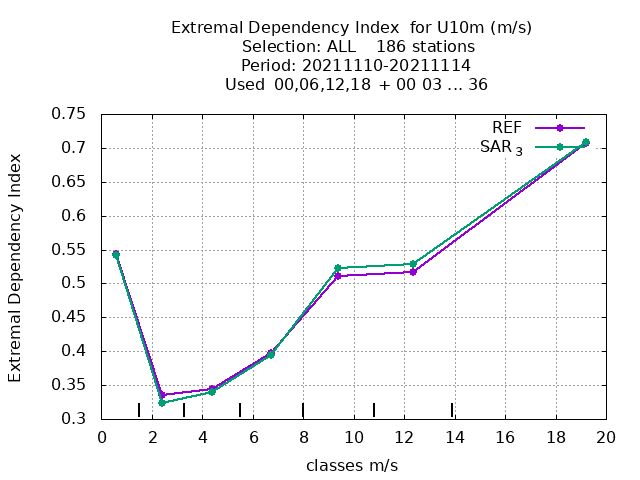 Extremal Dependency Index for U10m (m/s)
Selection: ALL 186 stations
Period: 20211110-20211114
Used 00,06,12,18 + 00 03 ... 36
0.75
0.7
0.65
0.6
0.55
0.5
0.45
0.4
0.35
0.3
Extremal Dependency Index
REF
SAR 3
0 2 4 6 8 10 12 14 16 18 20
classes m/s